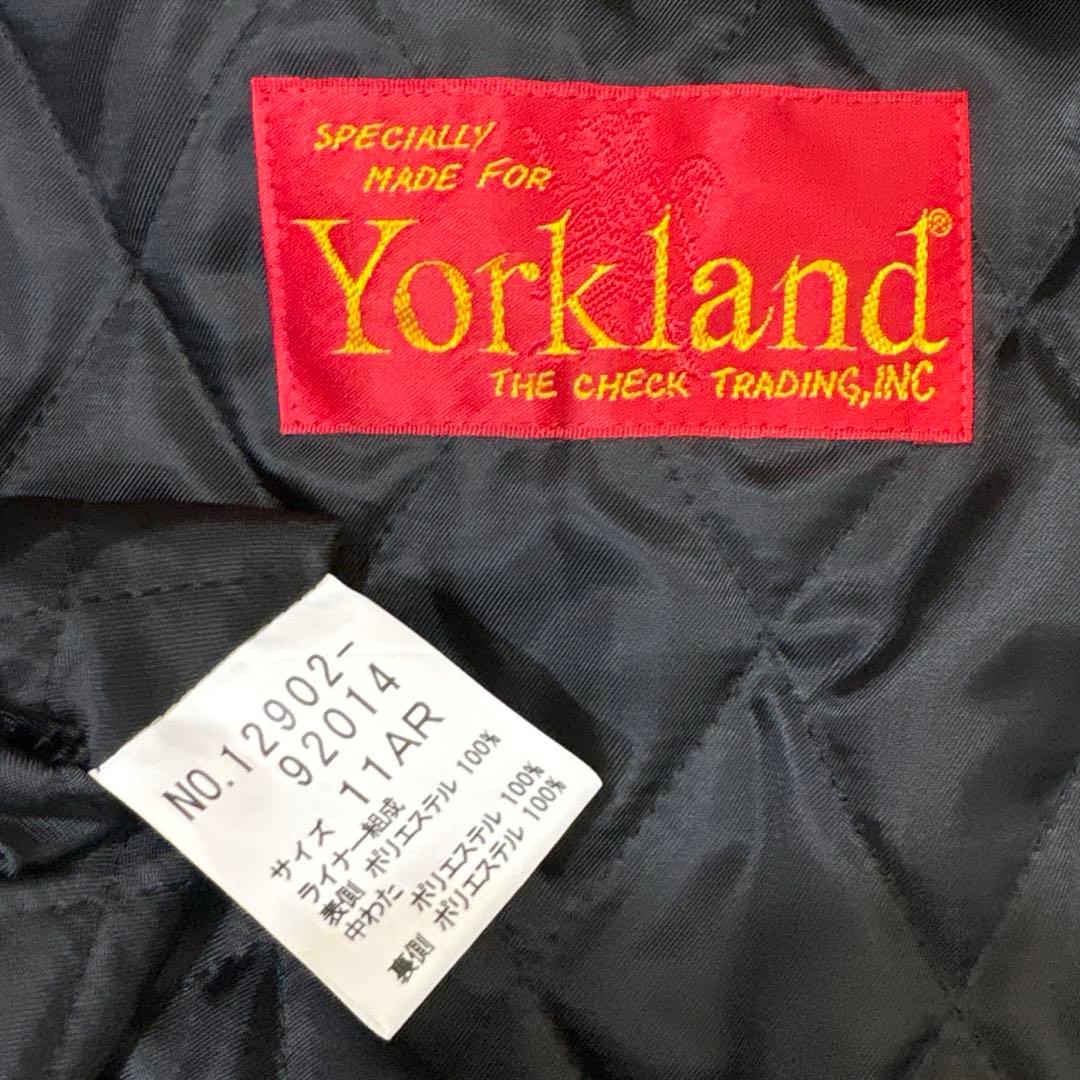 SPECIALLY
MADE FOR
Yorkland®
THE CHECK TRADING,INC
NO.12902-
92014
サイズ 11AR
ライナー組成
表側 ポリエステル 100%
中わた ポリエステル 100%
裏側 ポリエステル 100%